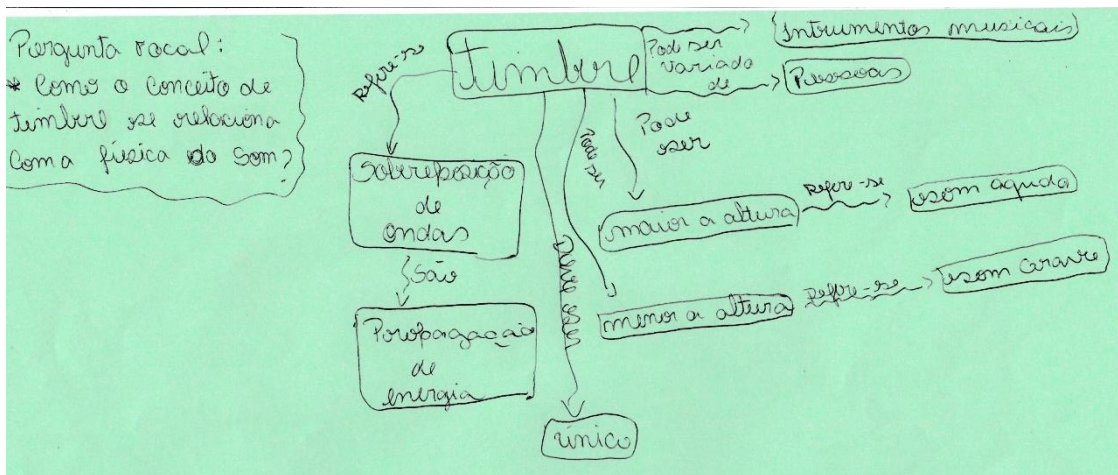 Pergunta focal:
* Como o conceito de
timbre se relaciona
com a física do Som?
timbre
Pode ser
variado
de
Intrumentos musicais
Pessoas
Refere-se
Sobreposição
de
ondas
São
Propagação
de
energia
Pode ser
Pode
ser
maior a altura
Refere-se
som agudo
menor a altura
Refere-se
som Grave
Deve ser
único